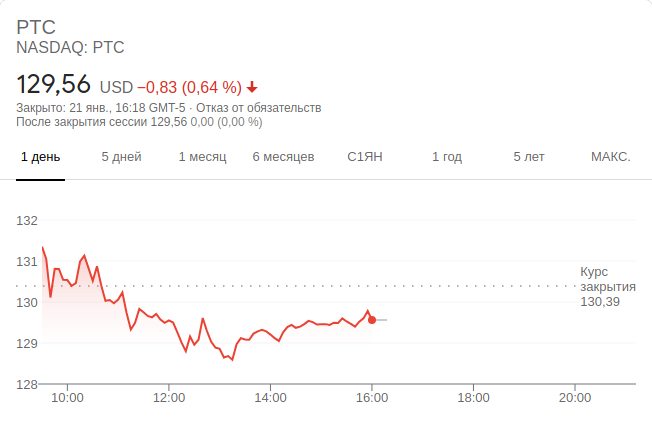 PTC
NASDAQ: PTC
129,56 USD −0,83 (0,64 %)
Закрыто: 21 янв., 16:18 GMT-5 · Отказ от обязательств
После закрытия сессии 129,56 0,00 (0,00 %)
1 день 5 дней 1 месяц 6 месяцев С1ЯН 1 год 5 лет МАКС.
132
131
130
129
128
Курс
закрытия
130,39
10:00 12:00 14:00 16:00 18:00 20:00